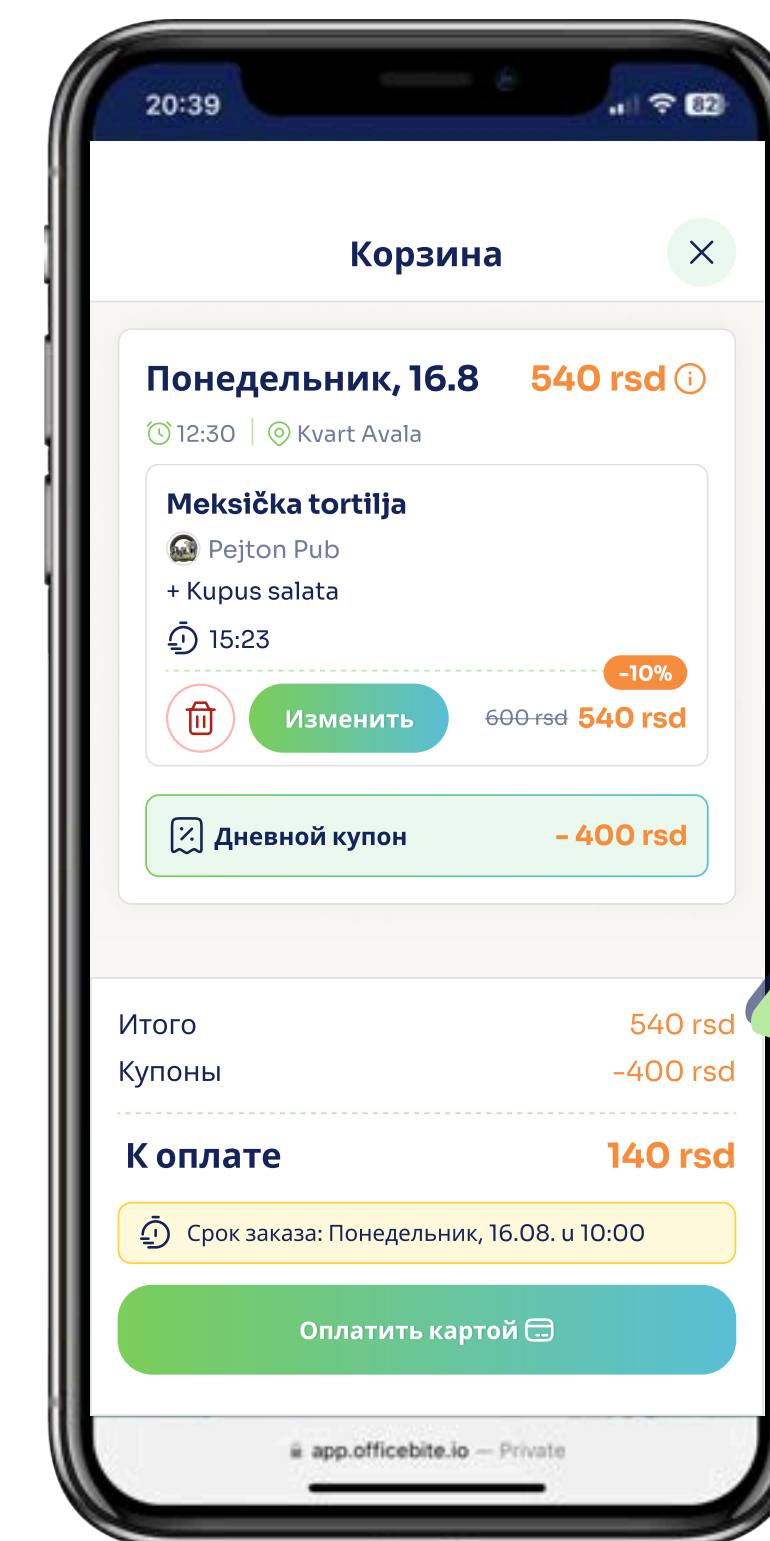 20:39
82
Корзина
Понедельник, 16.8 540 rsd
12:30 Kvart Avala
Meksička tortilja
Pejton Pub
+ Kupus salata
15:23
-10%
Изменить 600 rsd 540 rsd
Дневной купон - 400 rsd
Итого 540 rsd
Купоны -400 rsd
К оплате 140 rsd
Срок заказа: Понедельник, 16.08. u 10:00
Оплатить картой
app.officebite.io — Private